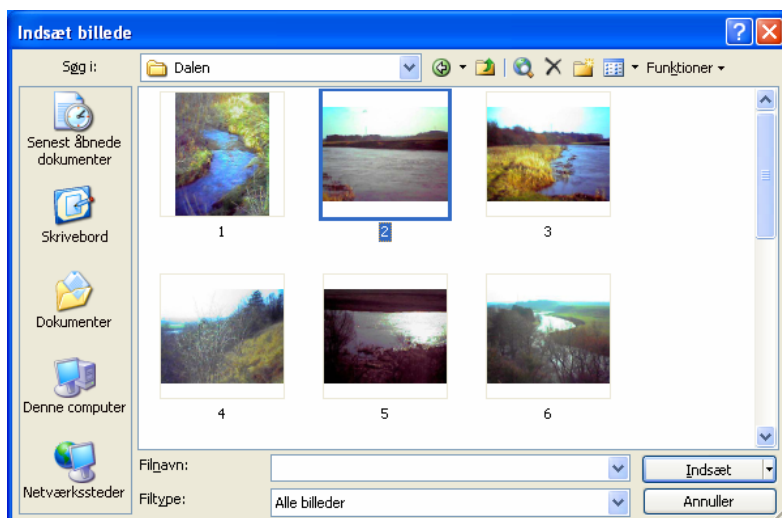 Indsæt billede
Søg i:
Dalen
Funktioner
Senest åbnede
dokumenter
Skrivebord
Dokumenter
Denne computer
Netværkssteder
1
2
3
4
5
6
Filnavn:
Indsæt
Filtype:
Alle billeder
Annuller